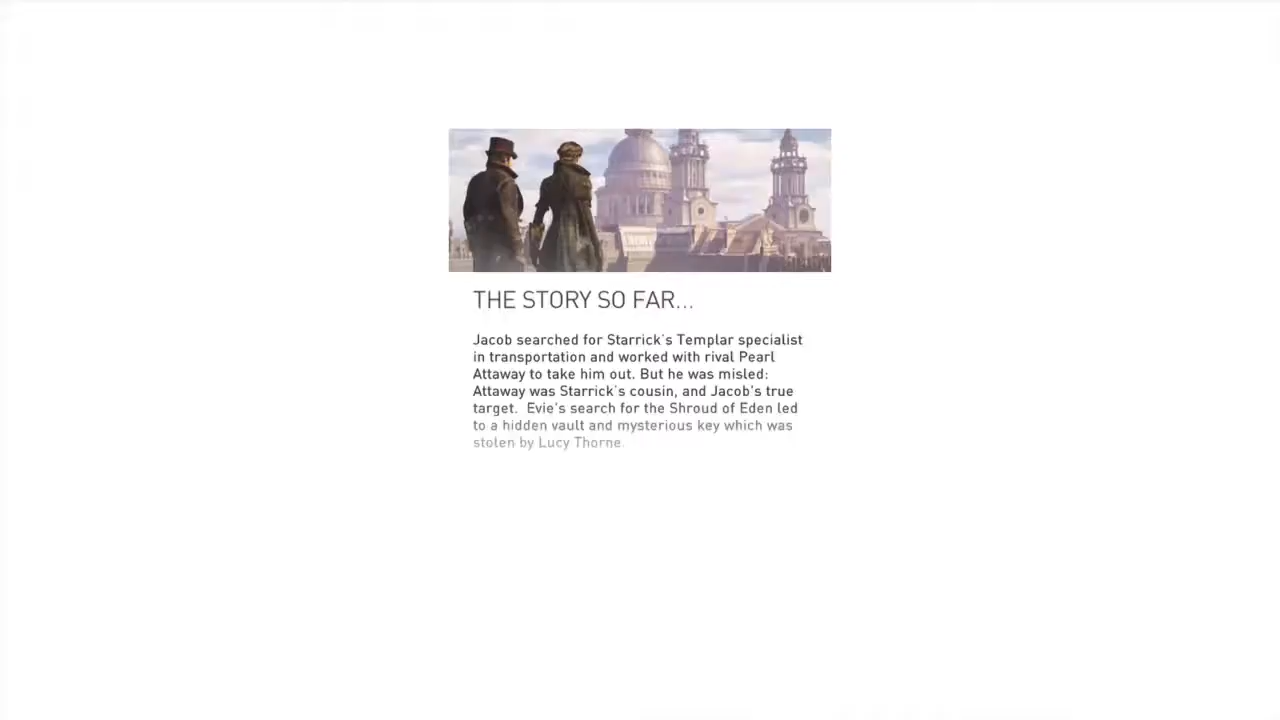 THE STORY SO FAR...
Jacob searched for Starrick's Templar specialist
in transportation and worked with rival Pearl
Attaway to take him out. But he was misled:
Attaway was Starrick's cousin, and Jacob's true
target.  Evie's search for the Shroud of Eden led
to a hidden vault and mysterious key which was
stolen by Lucy Thorne.